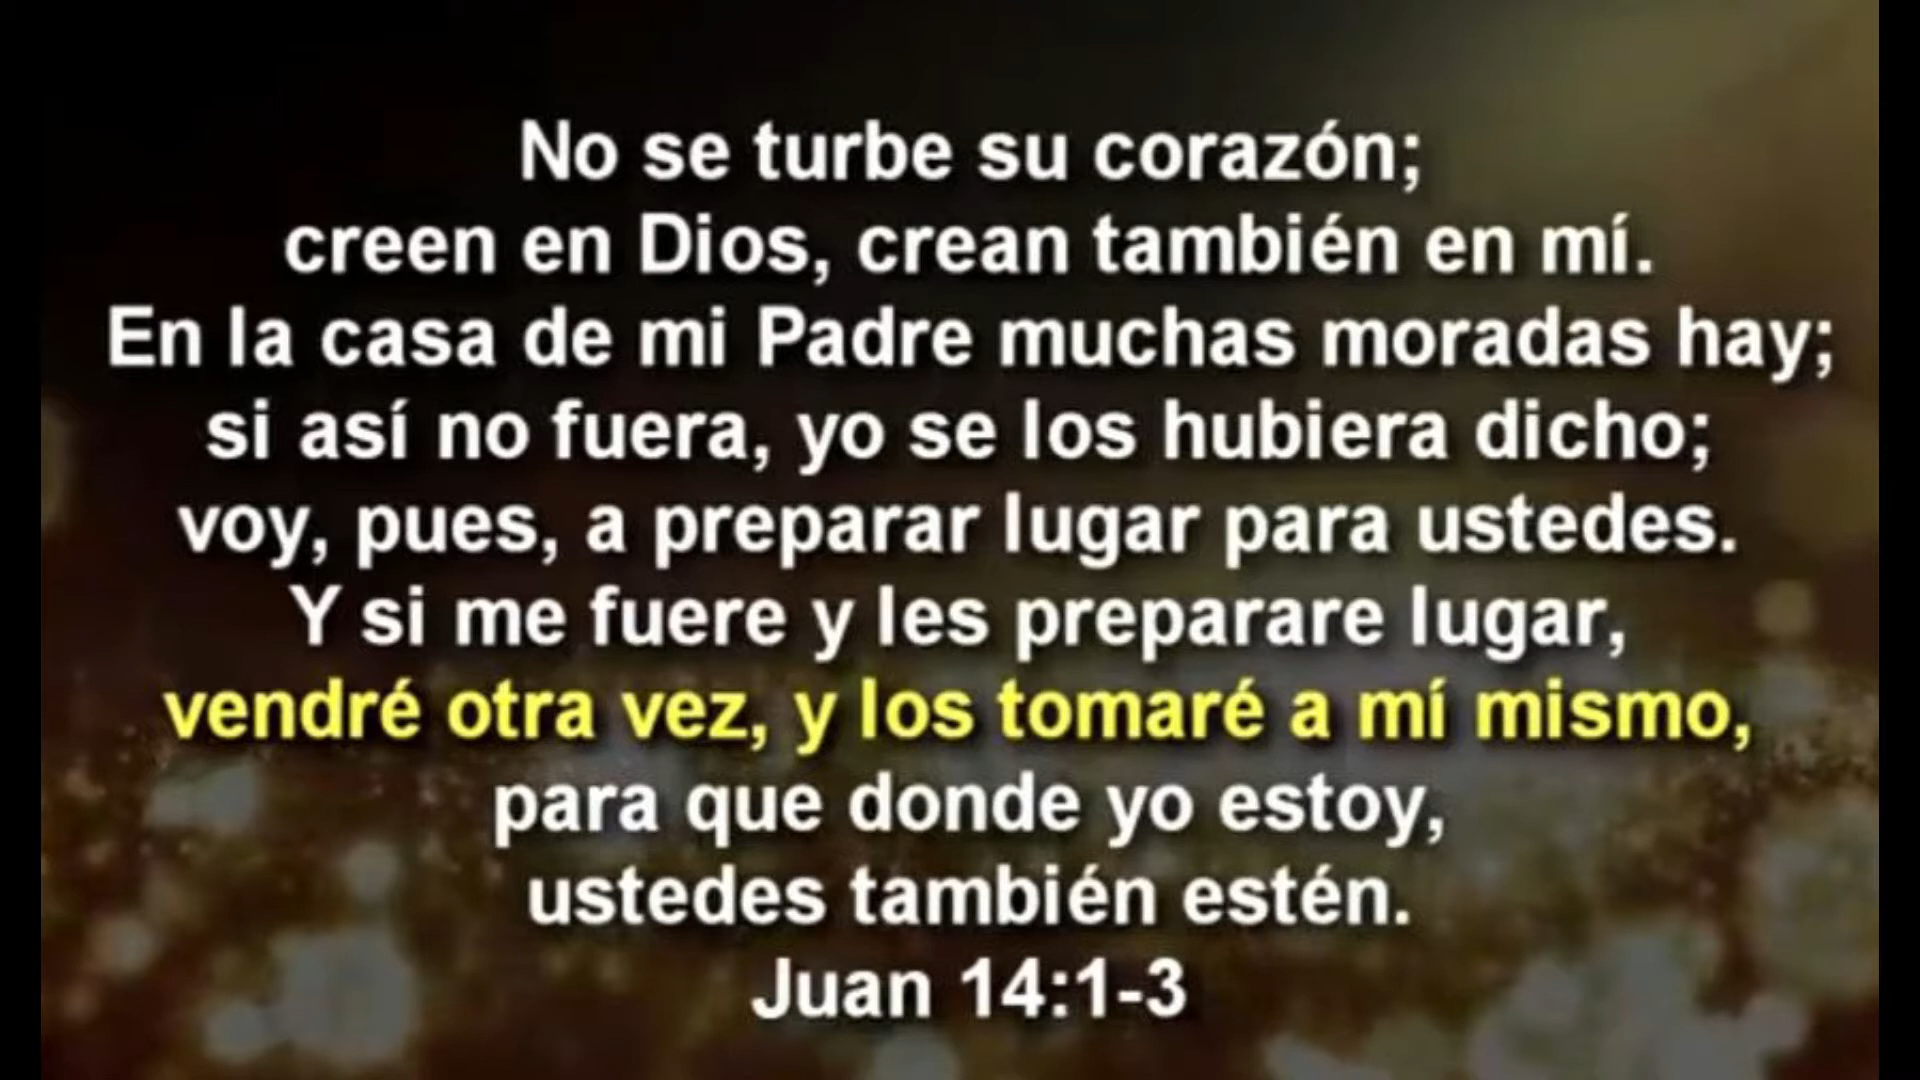 No se turbe su corazón;
creen en Dios, crean también en mí.
En la casa de mi Padre muchas moradas hay;
si así no fuera, yo se los hubiera dicho;
voy, pues, a preparar lugar para ustedes.
Y si me fuere y les preparare lugar,
vendré otra vez, y los tomaré a mí mismo,
para que donde yo estoy,
ustedes también estén.
Juan 14:1-3